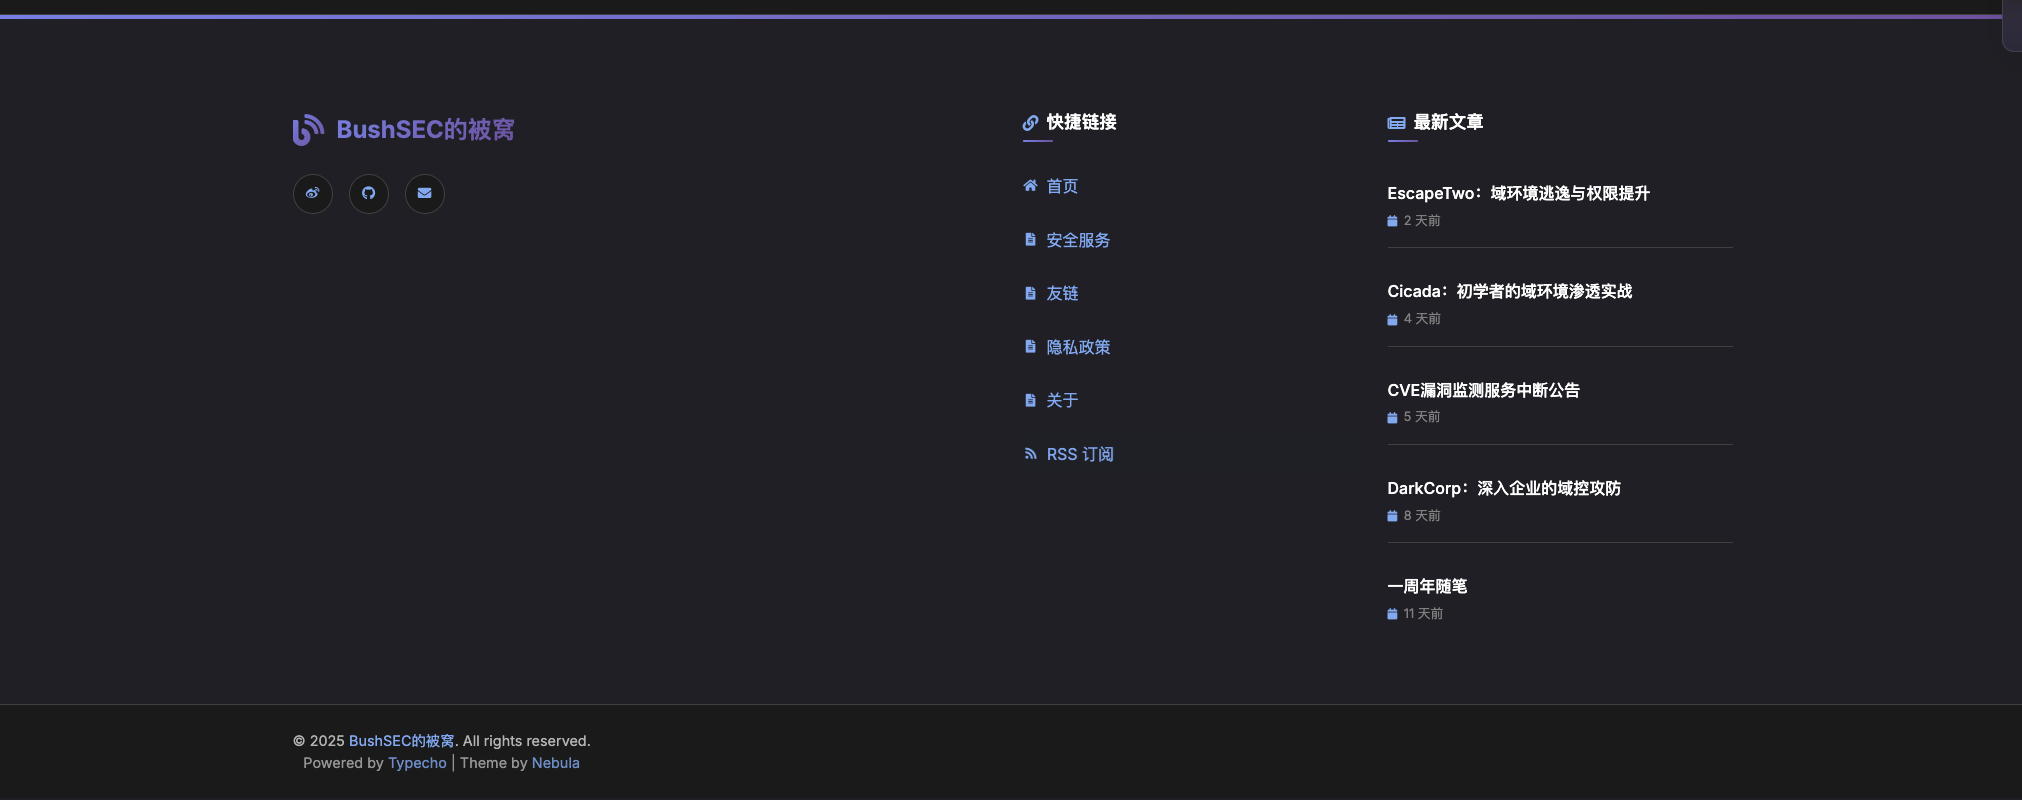 BushSEC的被窝
快捷链接
首页
安全服务
友链
隐私政策
关于
RSS 订阅
最新文章
EscapeTwo：域环境逃逸与权限提升
2 天前
Cicada：初学者的域环境渗透实战
4 天前
CVE漏洞监测服务中断公告
5 天前
DarkCorp：深入企业的域控攻防
8 天前
一周年随笔
11 天前
© 2025 BushSEC的被窝. All rights reserved.
Powered by Typecho | Theme by Nebula